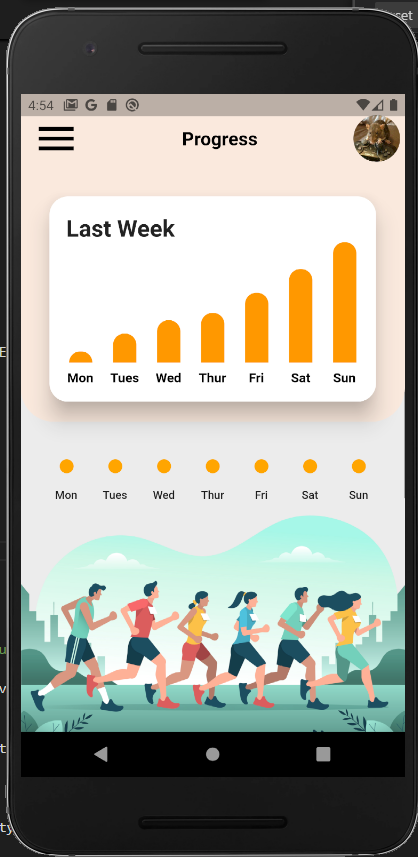 cet
4:54
Progress
Last Week
Mon Tues Wed Thur Fri Sat Sun
Mon Tues Wed Thur Fri Sat Sun